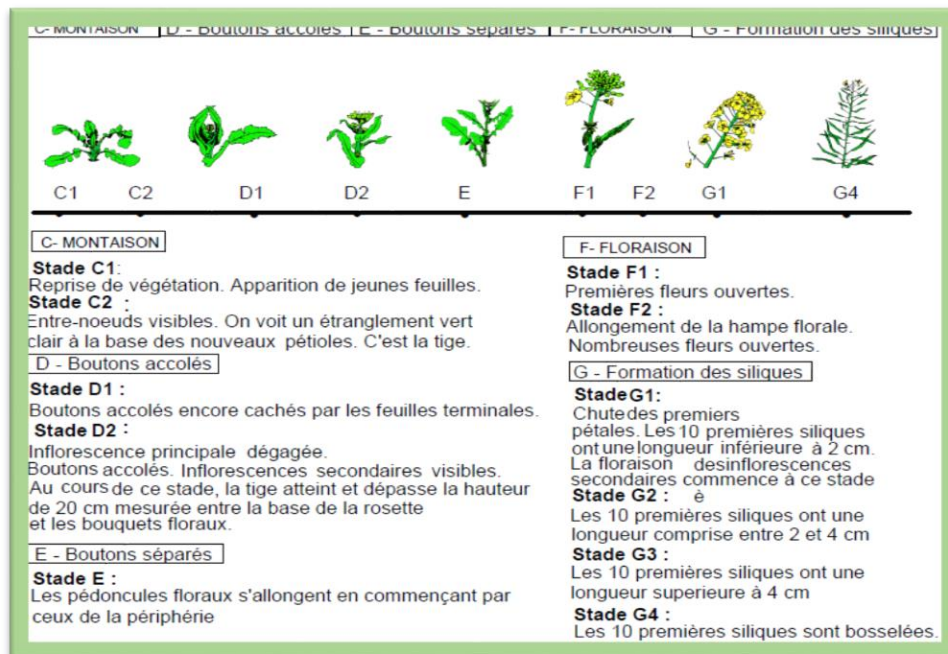 C- MONTAISON D - Boutons accolés E - Boutons séparés F- FLORAISON G - Formation des siliques
C1 C2 D1 D2 E F1 F2 G1 G4
C- MONTAISON
Stade C1:
Reprise de végétation. Apparition de jeunes feuilles.
Stade C2 :
Entre-noeuds visibles. On voit un étranglement vert
clair à la base des nouveaux pétioles. C'est la tige.
D - Boutons accolés
Stade D1 :
Boutons accolés encore cachés par les feuilles terminales.
Stade D2 :
Inflorescence principale dégagée.
Boutons accolés. Inflorescences secondaires visibles.
Au cours de ce stade, la tige atteint et dépasse la hauteur
de 20 cm mesurée entre la base de la rosette
et les bouquets floraux.
E - Boutons séparés
Stade E :
Les pédoncules floraux s'allongent en commençant par
ceux de la périphérie
F- FLORAISON
Stade F1 :
Premières fleurs ouvertes.
Stade F2 :
Allongement de la hampe florale.
Nombreuses fleurs ouvertes.
G - Formation des siliques
StadeG1:
Chutedes premiers
pétales. Les 10 premières siliques
ont une longueur inférieure à 2 cm.
La floraison desinflorescences
secondaires commence à ce stade
Stade G2 : è
Les 10 premières siliques ont une
longueur comprise entre 2 et 4 cm
Stade G3 :
Les 10 premières siliques ont une
longueur superieure à 4 cm
Stade G4 :
Les 10 premières siliques sont bosselées.